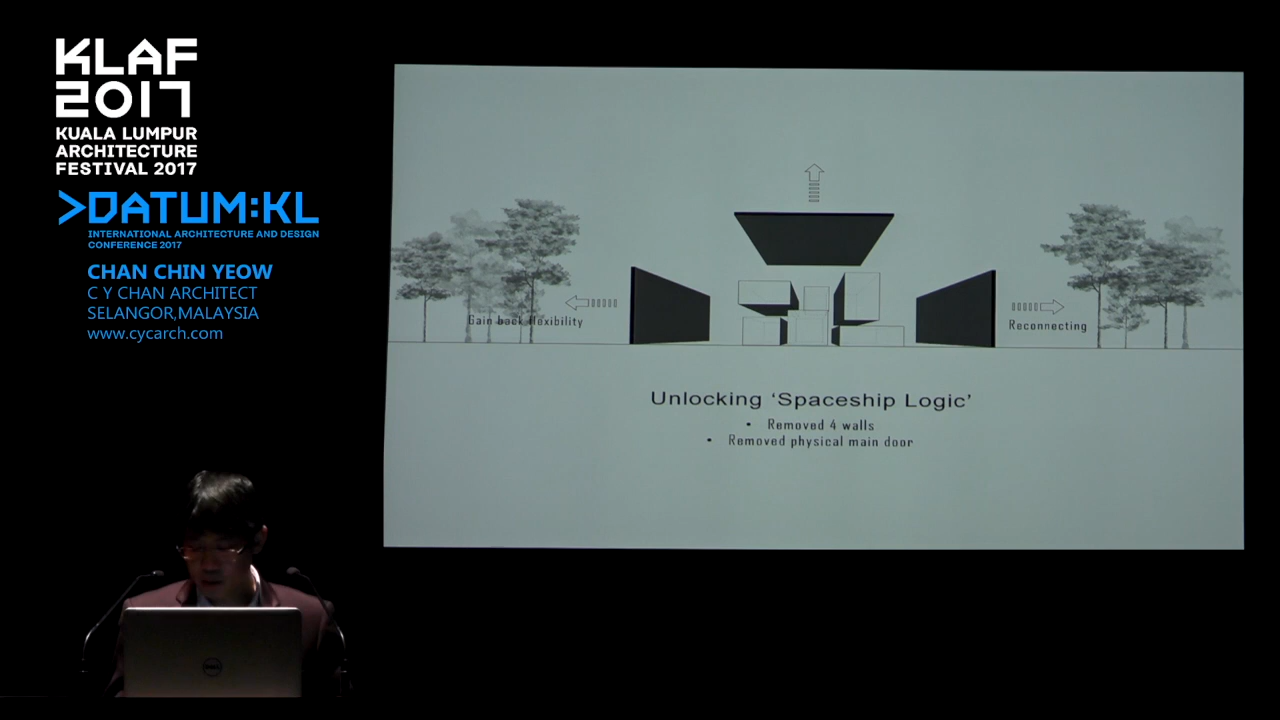 KLAF
2017
KUALA LUMPUR
ARCHITECTURE
FESTIVAL 2017
>DATUM:KL
INTERNATIONAL ARCHITECTURE AND DESIGN
CONFERENCE 2017
CHAN CHIN YEOW
C Y CHAN ARCHITECT
SELANGOR,MALAYSIA
www.cycarch.com
Gain back flexibility
Reconnecting
Unlocking ‘Spaceship Logic’
• Removed 4 walls
• Removed physical main door
DELL